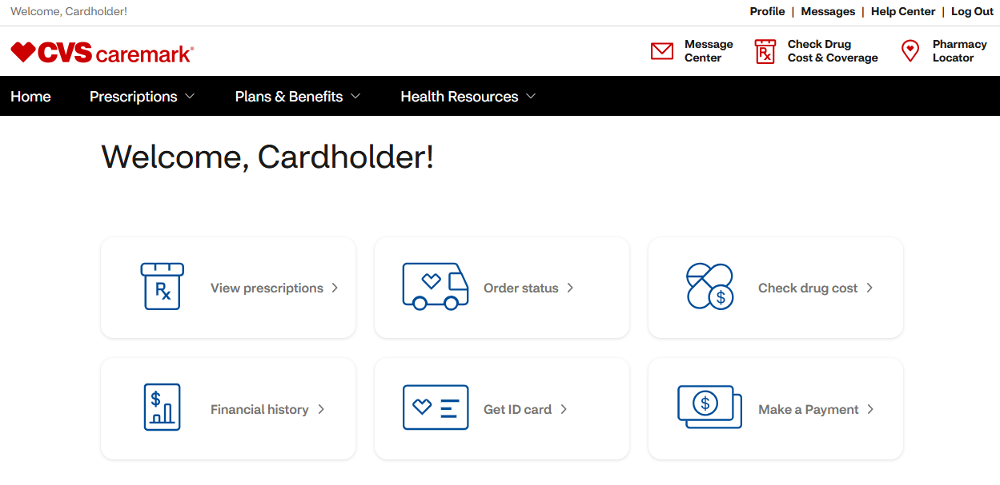 Welcome, Cardholder!
Profile | Messages | Help Center | Log Out
CVS caremark®
Message Center
Check Drug Cost & Coverage
Pharmacy Locator
Home Prescriptions Plans & Benefits Health Resources
Welcome, Cardholder!
Rx View prescriptions
Order status
$ Check drug cost
$ Financial history
Get ID card
$ Make a Payment